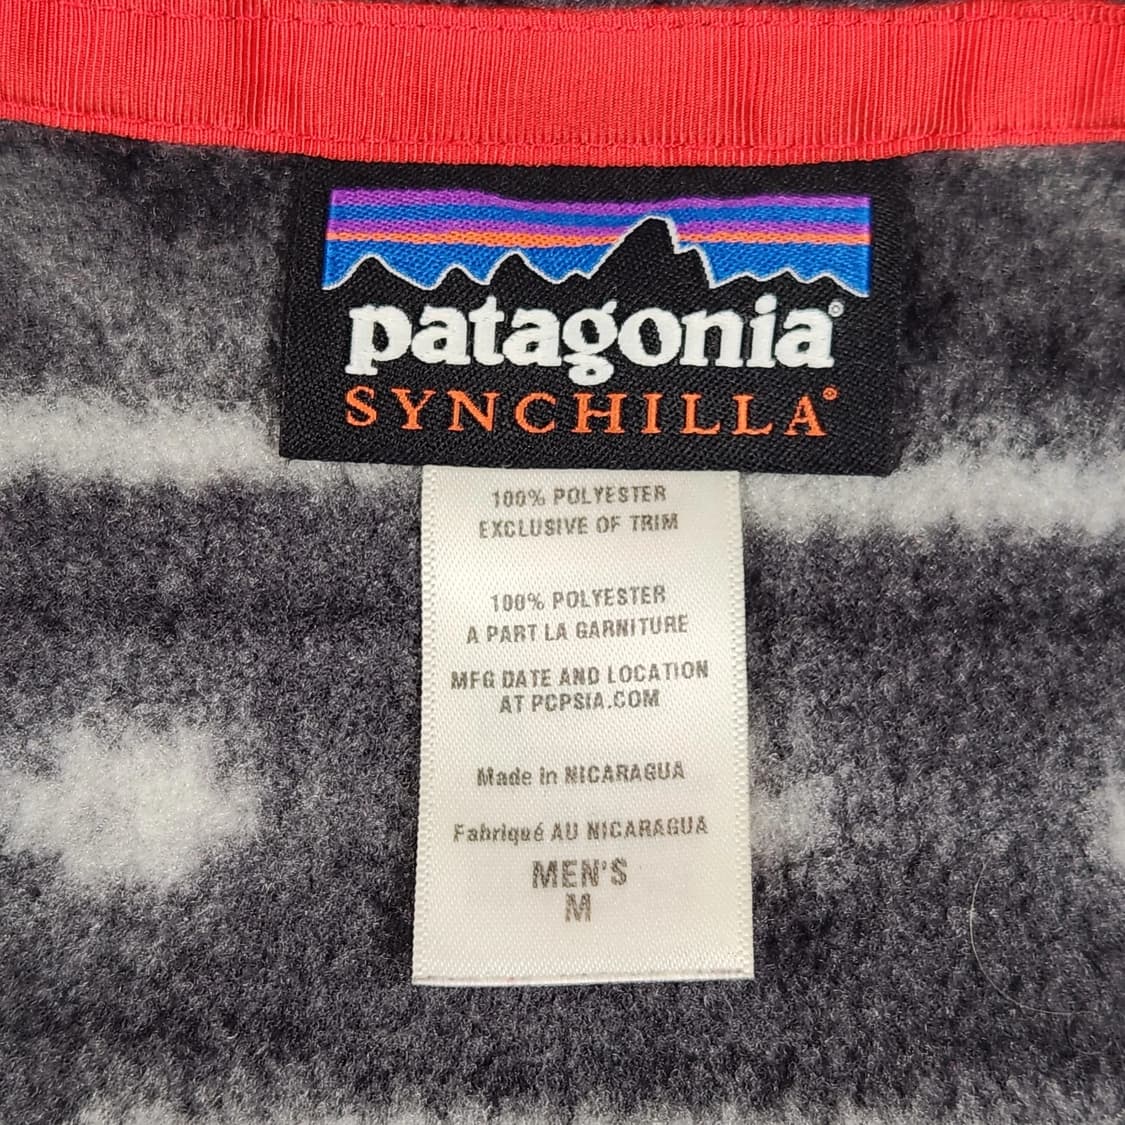 patagonia®
SYNCHILLA®
100% POLYESTER
EXCLUSIVE OF TRIM
100% POLYESTER
A PART LA GARNITURE
MFG DATE AND LOCATION
AT PCPSIA.COM
Made in NICARAGUA
Fabriqué AU NICARAGUA
MEN'S
M